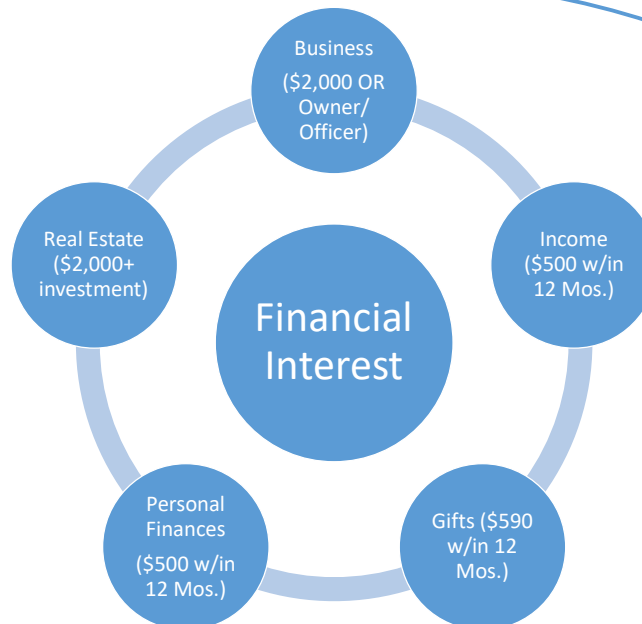 Business
($2,000 OR
Owner/
Officer)
Real Estate
($2,000+
investment)
Income
($500 w/in
12 Mos.)
Financial
Interest
Personal
Finances
($500 w/in
12 Mos.)
Gifts ($590
w/in 12
Mos.)